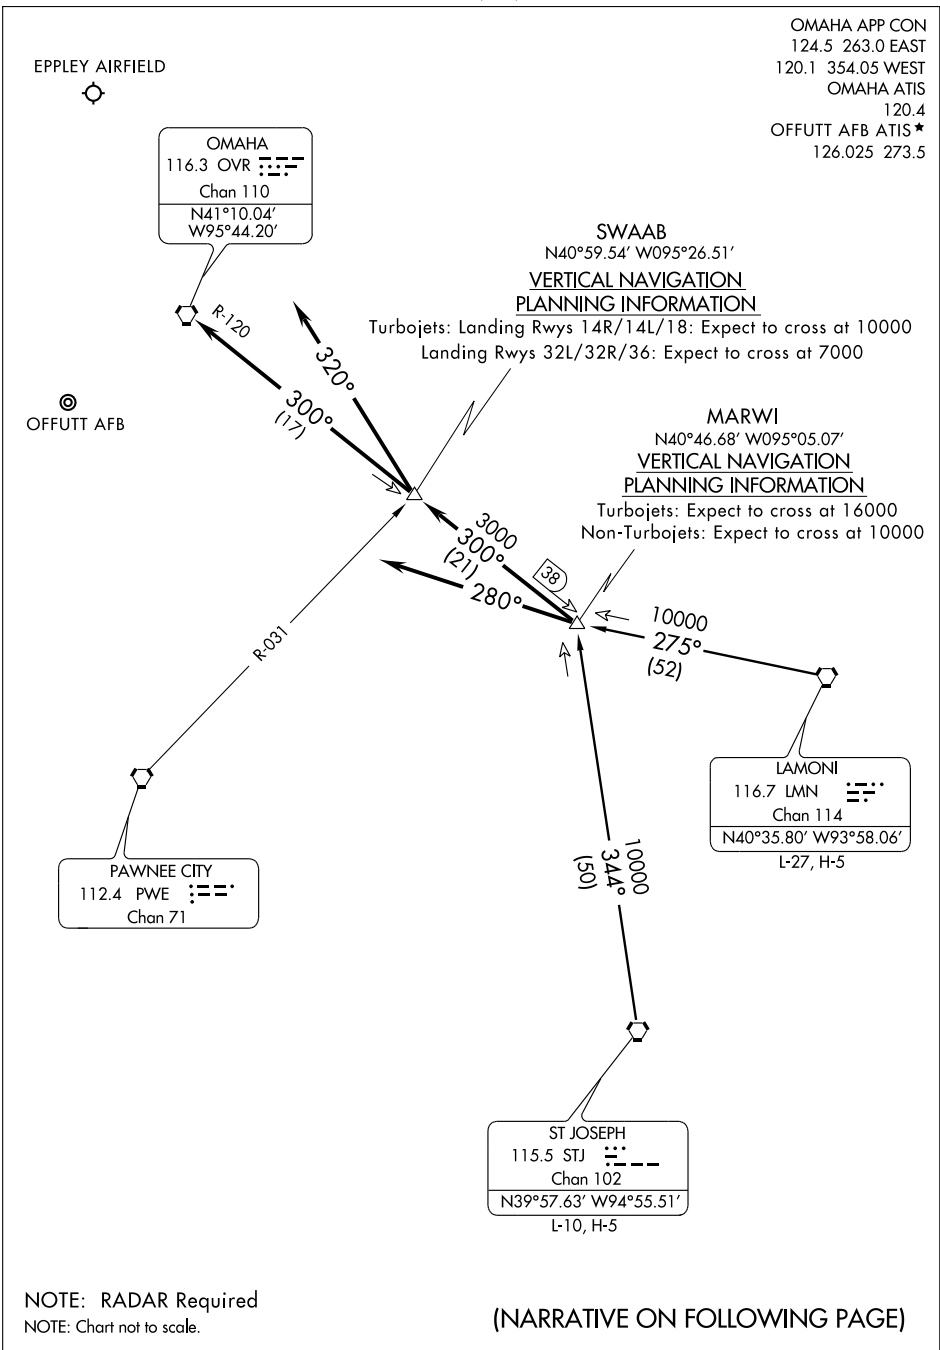 OMAHA APP CON
124.5 263.0 EAST
120.1 354.05 WEST
OMAHA ATIS
120.4
OFFUTT AFB ATIS★
126.025 273.5
EPPLEY AIRFIELD
OMAHA
116.3 OVR
Chan 110
N41°10.04'
W95°44.20'
SWAAB
N40°59.54' W095°26.51'
VERTICAL NAVIGATION
PLANNING INFORMATION
Turbojets: Landing Rwys 14R/14L/18: Expect to cross at 10000
Landing Rwys 32L/32R/36: Expect to cross at 7000
R-120
320°
300°
(17)
OFFUTT AFB
MARWI
N40°46.68' W095°05.07'
VERTICAL NAVIGATION
PLANNING INFORMATION
Turbojets: Expect to cross at 16000
Non-Turbojets: Expect to cross at 10000
3000
300°
(21)
38
280°
10000
275°
(52)
R-031
LAMONI
116.7 LMN
Chan 114
N40°35.80' W93°58.06'
L-27, H-5
PAWNEE CITY
112.4 PWE
Chan 71
10000
344°
(50)
ST JOSEPH
115.5 STJ
Chan 102
N39°57.63' W94°55.51'
L-10, H-5
NOTE: RADAR Required
NOTE: Chart not to scale.
(NARRATIVE ON FOLLOWING PAGE)